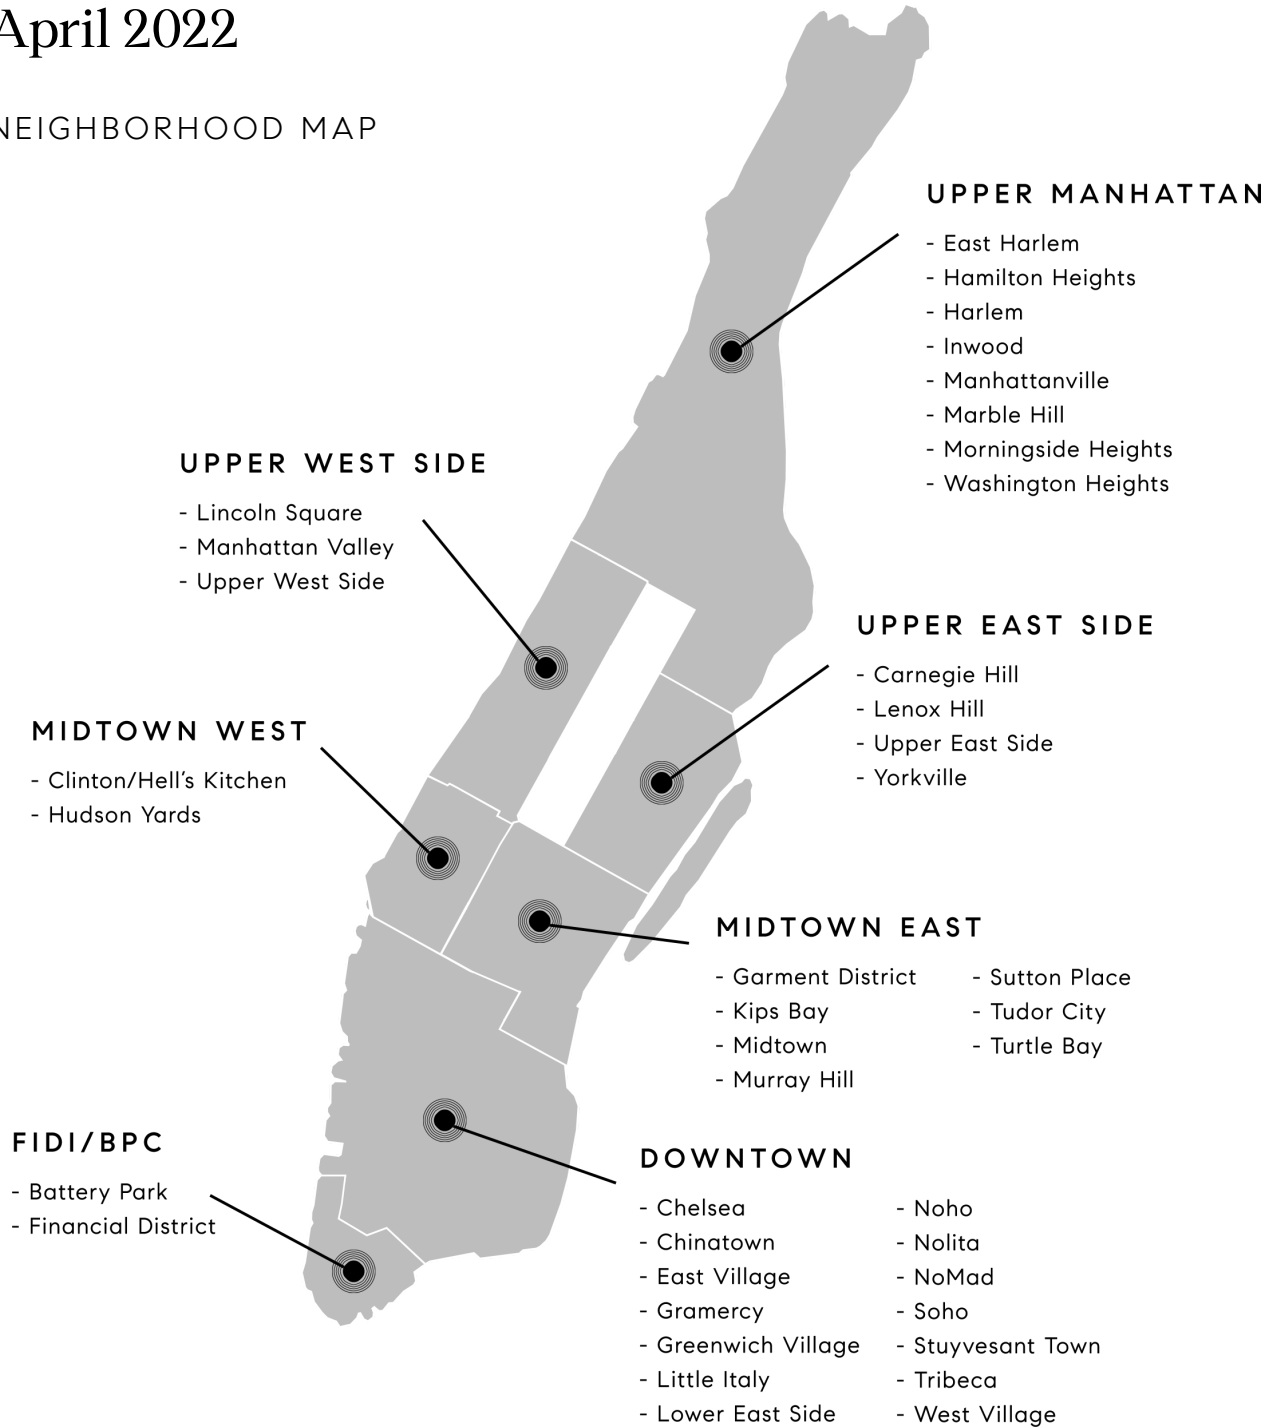 April 2022
NEIGHBORHOOD MAP
UPPER MANHATTAN
- East Harlem
- Hamilton Heights
- Harlem
- Inwood
- Manhattanville
- Marble Hill
- Morningside Heights
- Washington Heights
UPPER WEST SIDE
- Lincoln Square
- Manhattan Valley
- Upper West Side
UPPER EAST SIDE
- Carnegie Hill
- Lenox Hill
- Upper East Side
- Yorkville
MIDTOWN WEST
- Clinton/Hell’s Kitchen
- Hudson Yards
MIDTOWN EAST
- Garment District
- Kips Bay
- Midtown
- Murray Hill
- Sutton Place
- Tudor City
- Turtle Bay
FIDI/BPC
- Battery Park
- Financial District
DOWNTOWN
- Chelsea
- Chinatown
- East Village
- Gramercy
- Greenwich Village
- Little Italy
- Lower East Side
- Noho
- Nolita
- NoMad
- Soho
- Stuyvesant Town
- Tribeca
- West Village